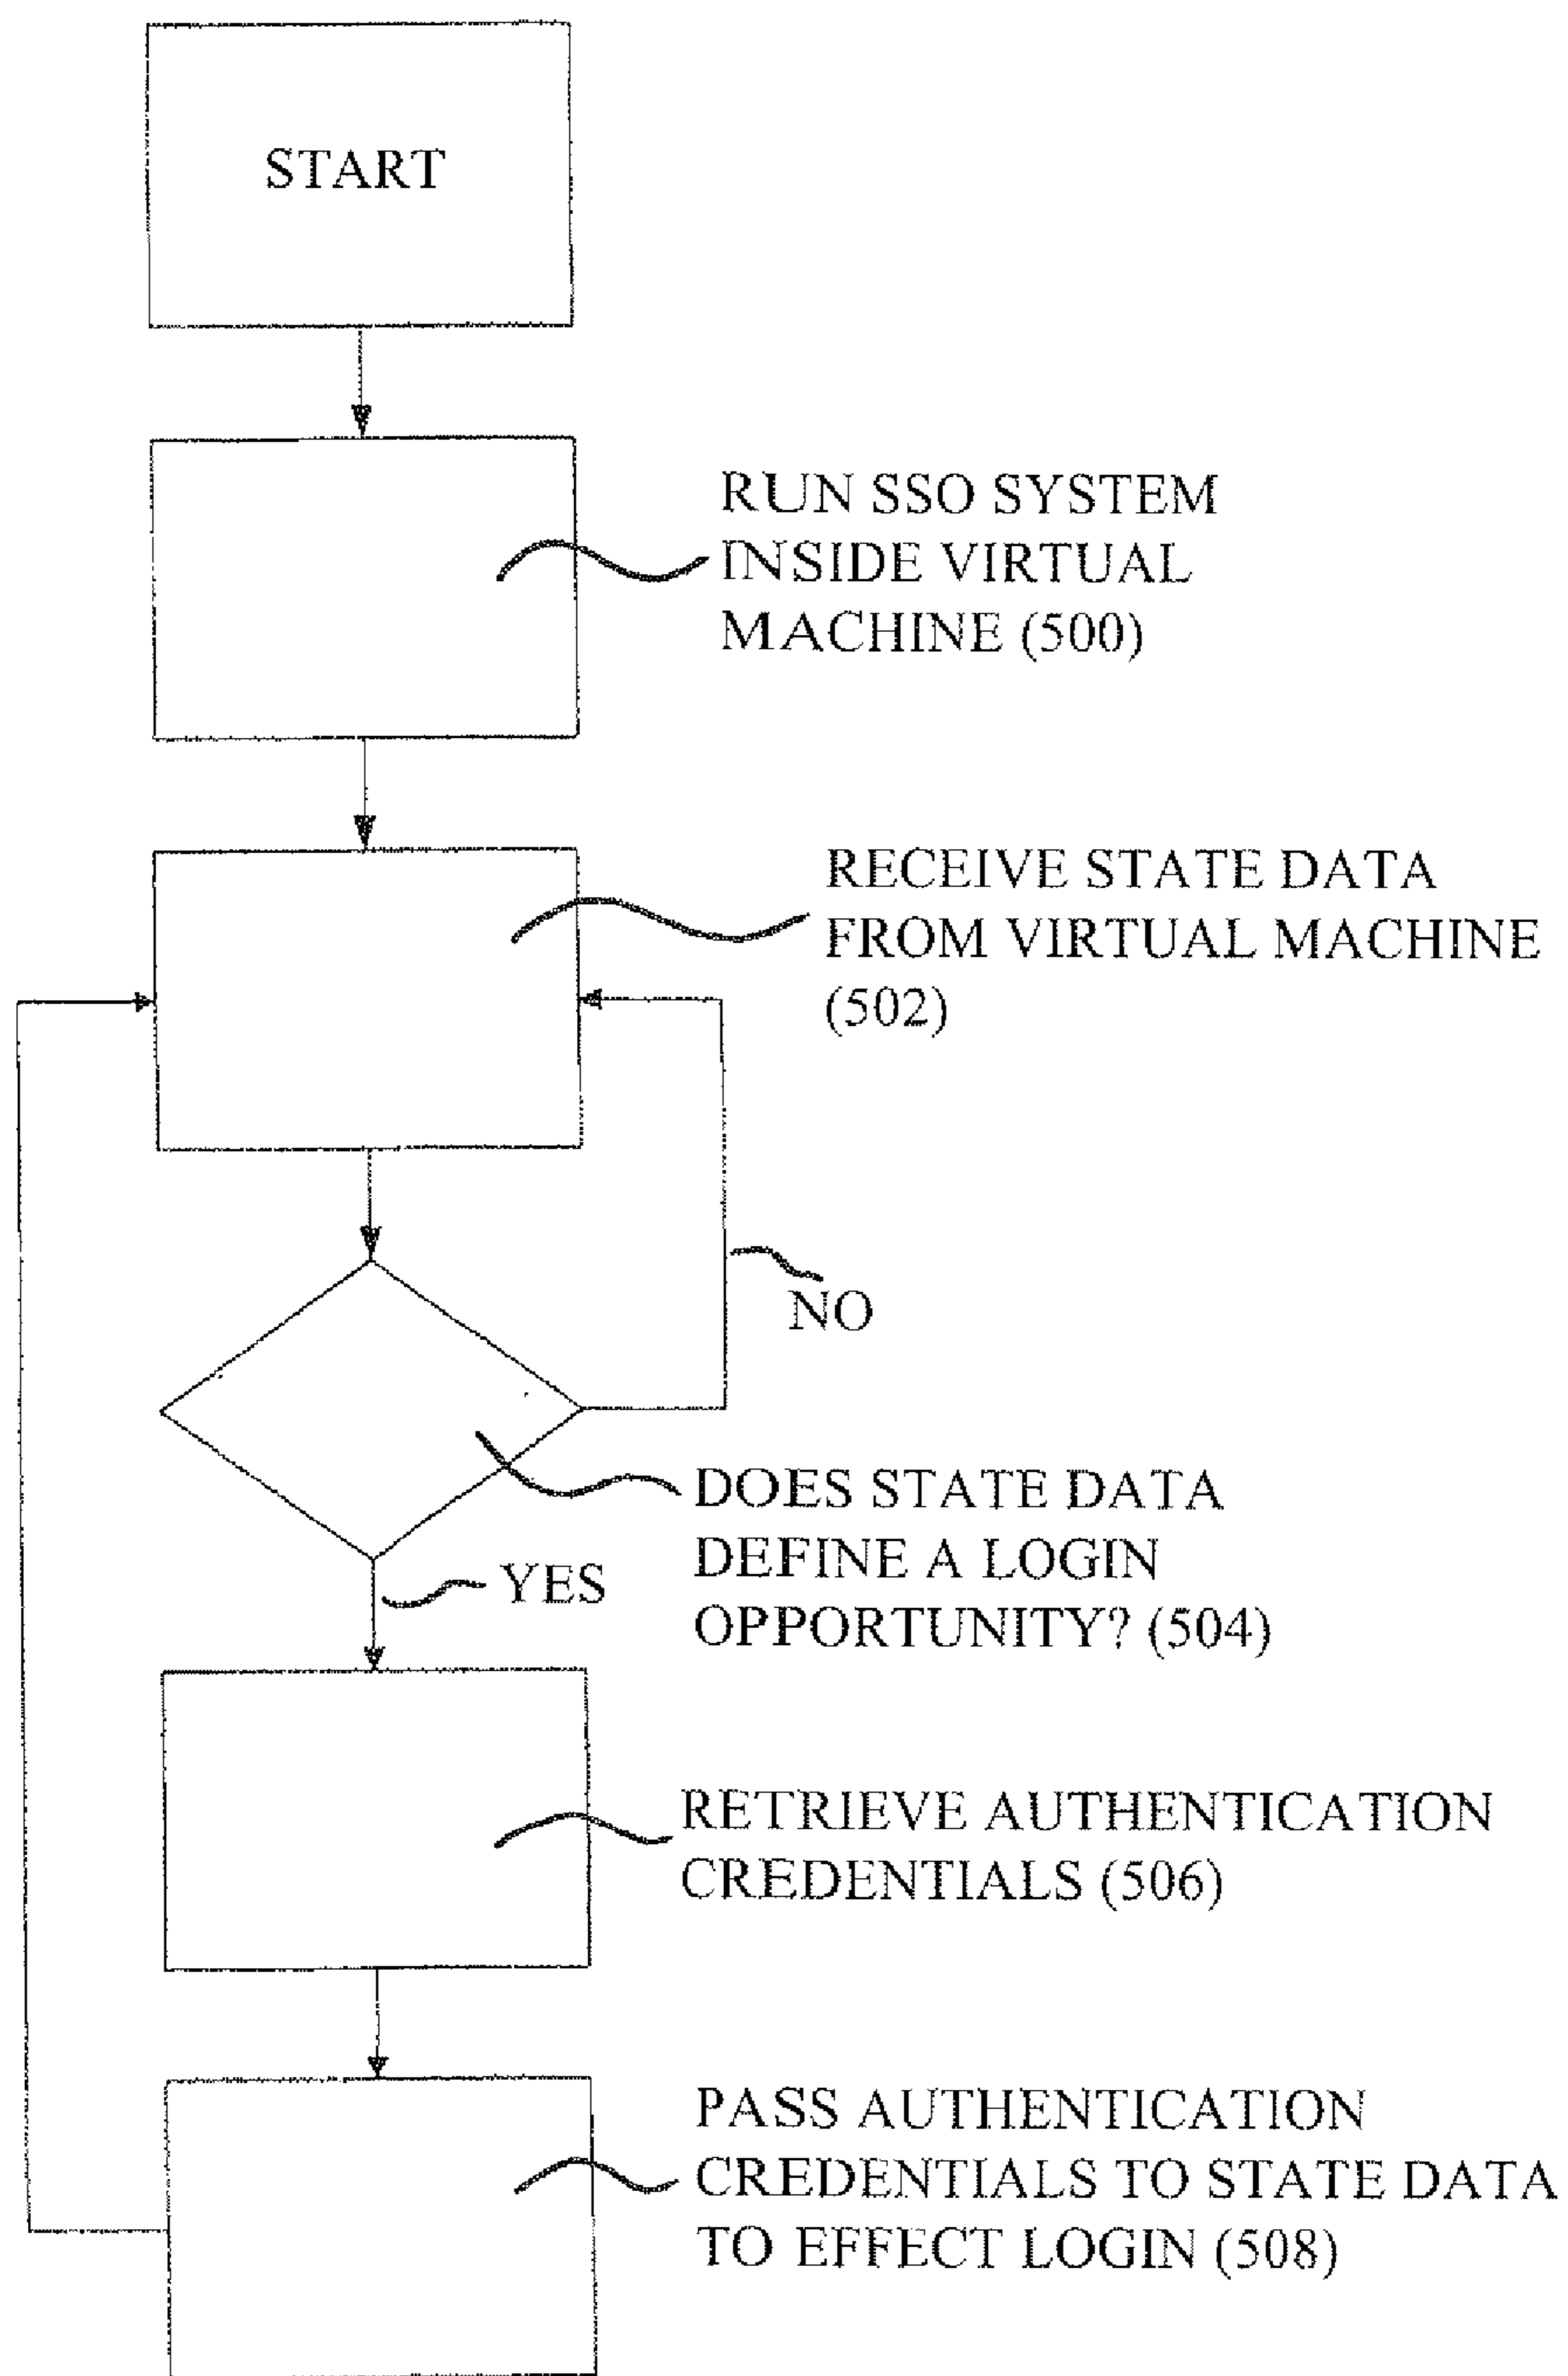 START
RUN SSO SYSTEM
INSIDE VIRTUAL
MACHINE (500)
RECEIVE STATE DATA
FROM VIRTUAL MACHINE
(502)
NO
DOES STATE DATA
DEFINE A LOGIN
OPPORTUNITY? (504)
YES
RETRIEVE AUTHENTICATION
CREDENTIALS (506)
PASS AUTHENTICATION
CREDENTIALS TO STATE DATA
TO EFFECT LOGIN (508)